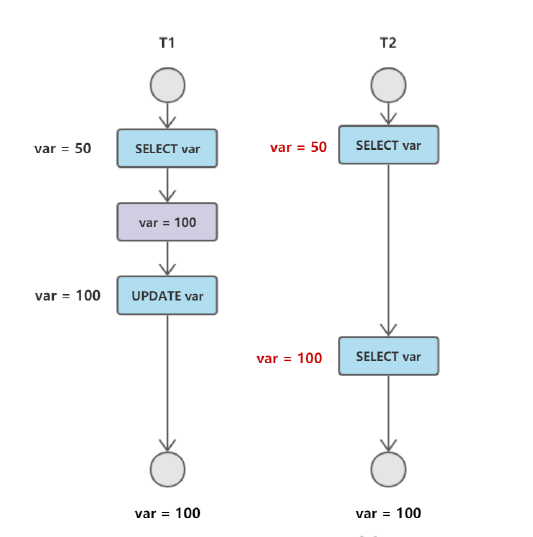 T1
T2
var = 50
SELECT var
var = 50
SELECT var
var = 100
var = 100
UPDATE var
var = 100
SELECT var
var = 100
var = 100